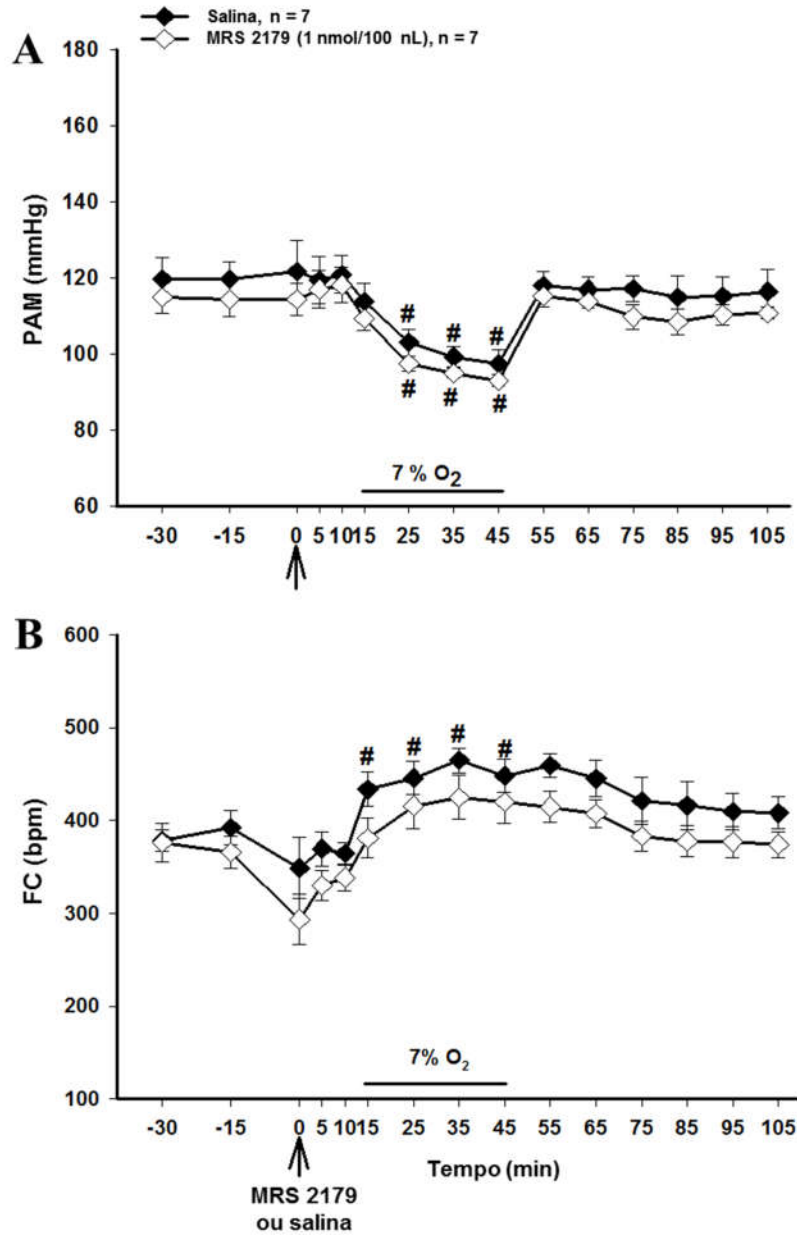 Salina, n = 7
MRS 2179 (1 nmol/100 nL), n = 7
A
180
160
140
120
100
80
60
PAM (mmHg)
# # #
# # #
7 % O2
-30 -15 0 5 10 15 25 35 45 55 65 75 85 95 105
B
600
500
400
300
200
100
FC (bpm)
# # # #
7% O2
-30 -15 0 5 10 15 25 35 45 55 65 75 85 95 105
Tempo (min)
MRS 2179
ou salina